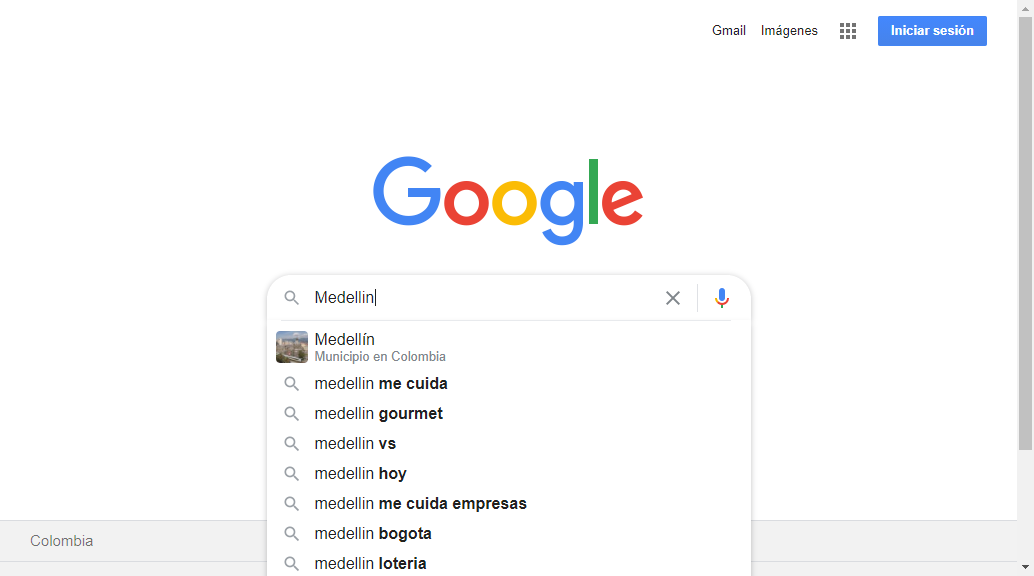 Gmail Imágenes Iniciar sesión
Google
Medellin
Medellín
Municipio en Colombia
medellin me cuida
medellin gourmet
medellin vs
medellin hoy
medellin me cuida empresas
medellin bogota
Colombia
medellin loteria